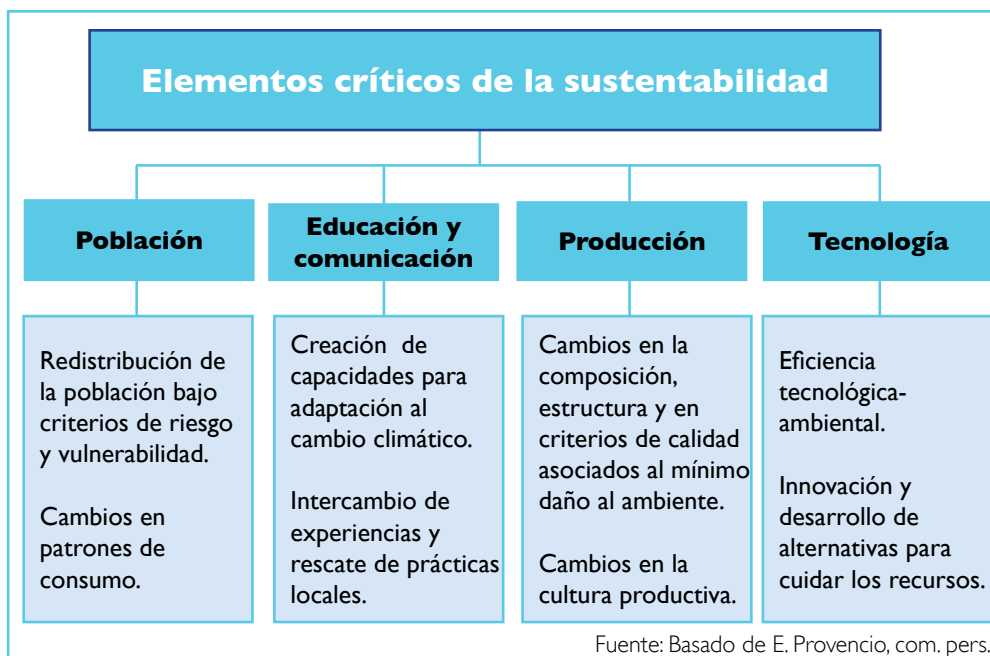 Elementos críticos de la sustentabilidad
Población
Redistribución de
la población bajo
criterios de riesgo
y vulnerabilidad.
Cambios en
patrones de
consumo.
Educación y
comunicación
Creación de
capacidades para
adaptación al
cambio climático.
Intercambio de
experiencias y
rescate de prácticas
locales.
Producción
Cambios en la
composición,
estructura y en
criterios de calidad
asociados al mínimo
daño al ambiente.
Cambios en la
cultura productiva.
Tecnología
Eficiencia
tecnológica-
ambiental.
Innovación y
desarrollo de
alternativas para
cuidar los recursos.
Fuente: Basado de E. Provencio, com. pers.